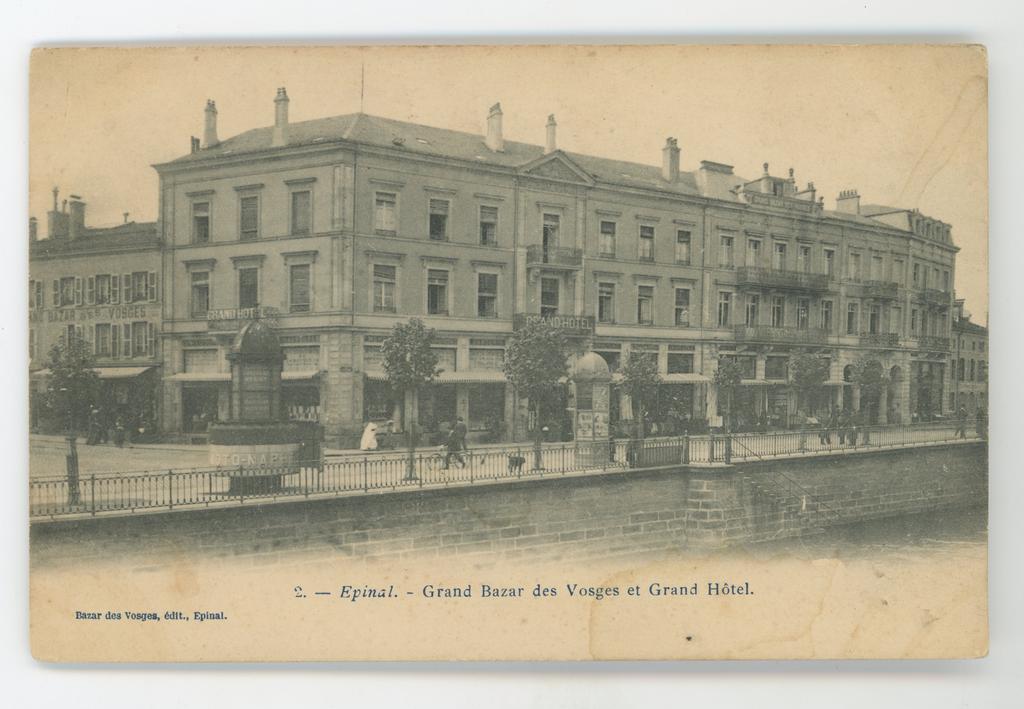 GRAND HOTEL
GRAND HOTEL
BAZAR DES VOSGES
2. — Epinal. - Grand Bazar des Vosges et Grand Hôtel.
Bazar des Vosges, édit., Epinal.